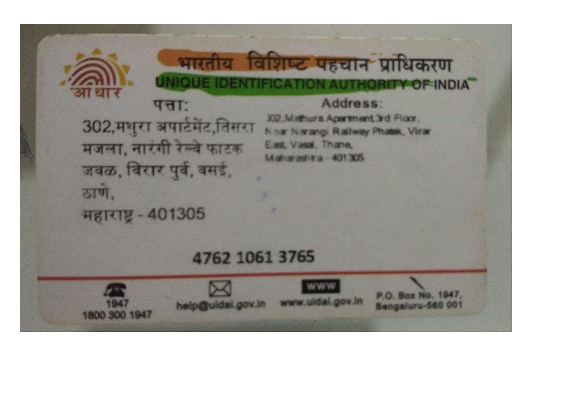 भारतीय विशिष्ट पहचान प्राधिकरण
UNIQUE IDENTIFICATION AUTHORITY OF INDIA
आधार
पत्ता:
302,मथुरा अपार्टमेंट,तिसरा
मजला, नारंगी रेल्वे फाटक
जवळ, विरार पुर्व, वसई,
ठाणे,
महाराष्ट्र - 401305
Address:
302,Mathura Apartment,3rd Floor,
Near Narangi Railway Phatak, Virar
East, Vasai, Thane,
Maharashtra - 401305
4762 1061 3765
1947
1800 300 1947
help@uidai.gov.in
www
www.uidai.gov.in
P.O. Box No. 1947,
Bengaluru-560 001